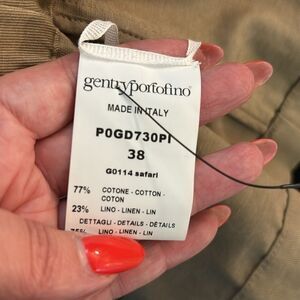 gentryportofino
MADE IN ITALY
P0GD730PI
38
G0114 safari
77% COTONE - COTTON -
COTON
23% LINO - LINEN - LIN
DETTAGLI - DETAILS - DETAILS
LINO - LINEN - LIN